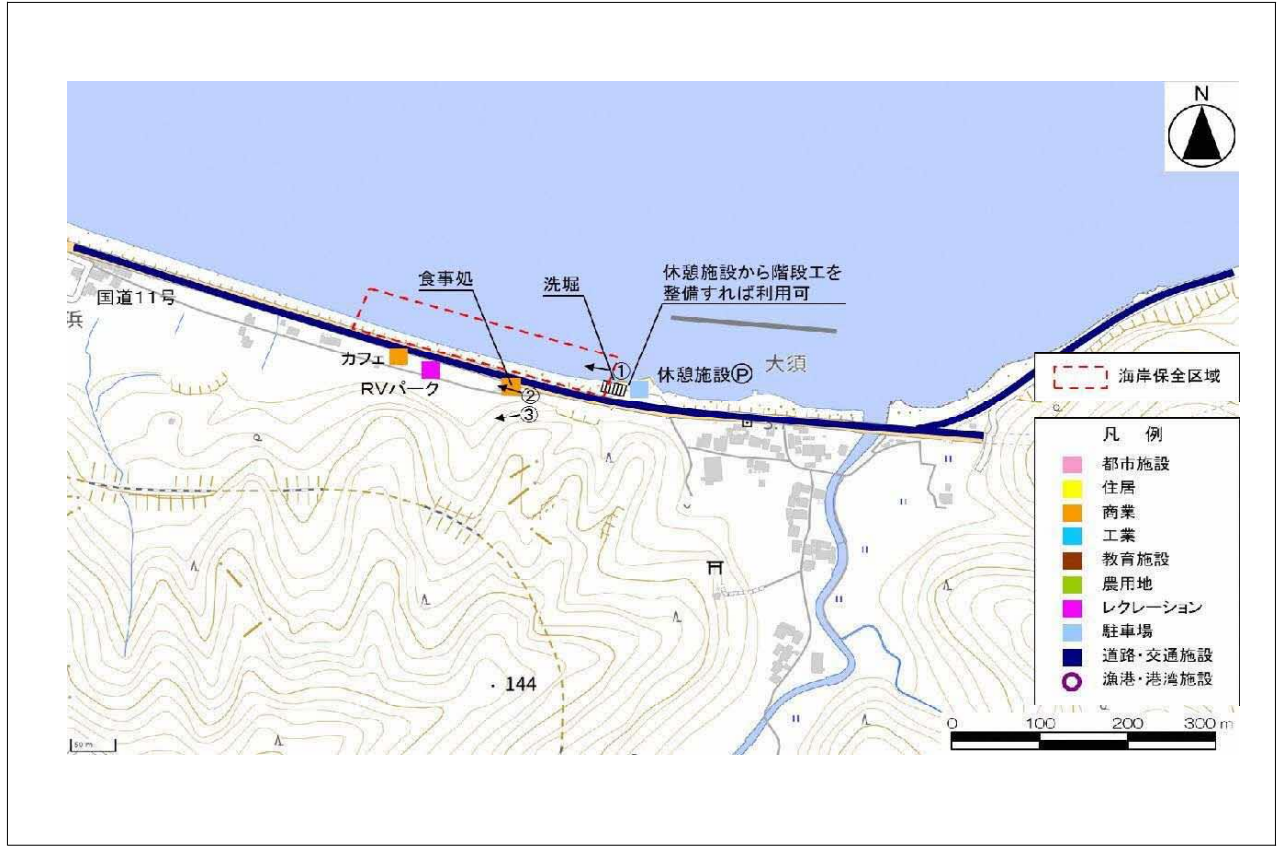 N
食事処
洗堀
休憩施設から階段工を
整備すれば利用可
国道11号
浜
カフェ
RVパーク
①
②
③
休憩施設Ⓟ
大須
海岸保全区域
凡 例
都市施設
住居
商業
工業
教育施設
農用地
レクレーション
駐車場
道路・交通施設
漁港・港湾施設
144
50 m
0 100 200 300 m